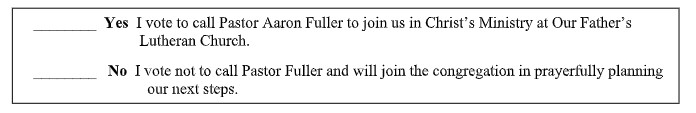 ________ Yes I vote to call Pastor Aaron Fuller to join us in Christ's Ministry at Our Father's
Lutheran Church.
________ No I vote not to call Pastor Fuller and will join the congregation in prayerfully planning
our next steps.